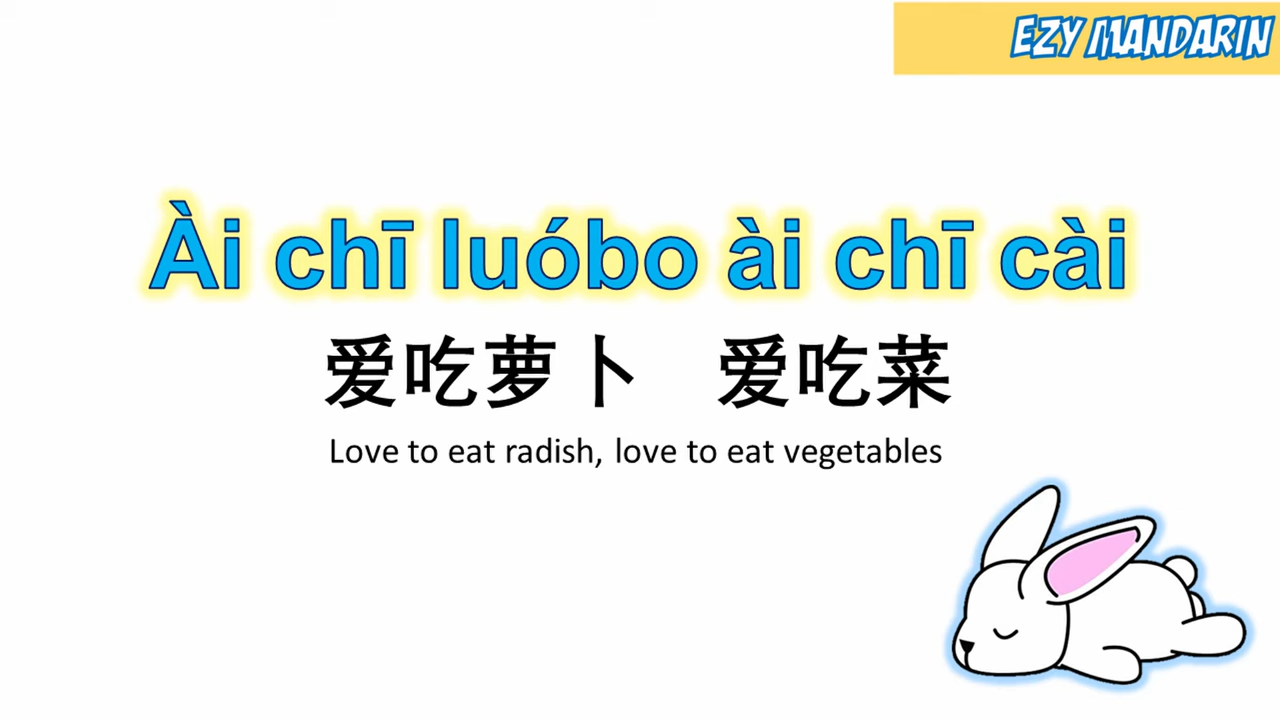 EZY MANDARIN
Ài chī luóbo ài chī cài
爱吃萝卜 爱吃菜
Love to eat radish, love to eat vegetables